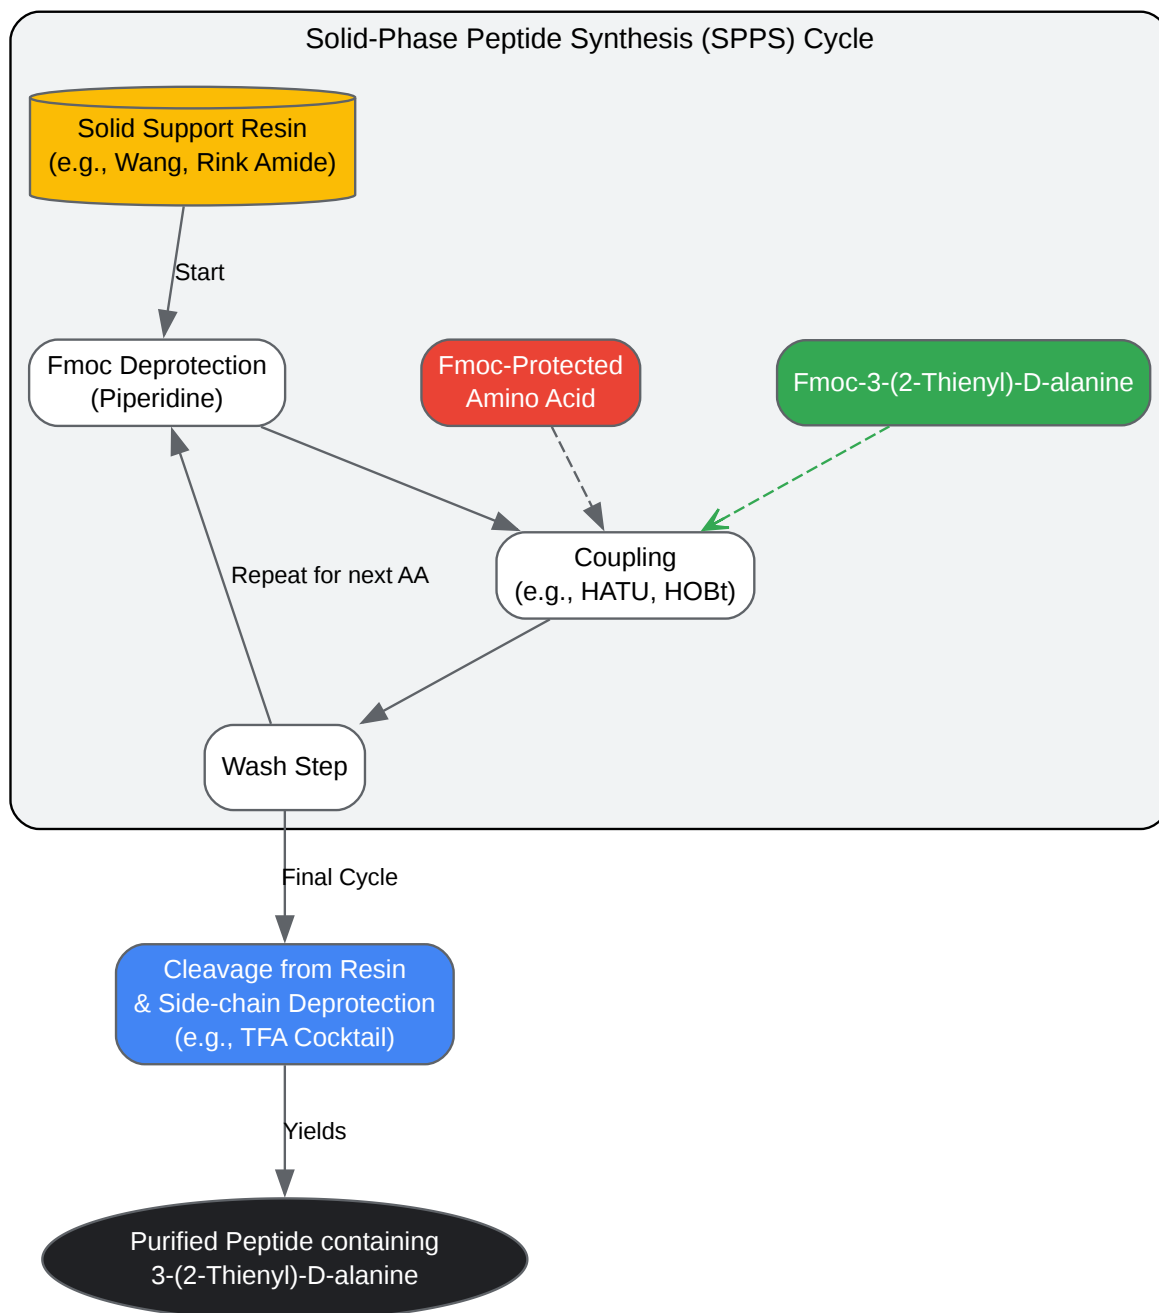 Solid-Phase Peptide Synthesis (SPPS) Cycle
Solid Support Resin
(e.g., Wang, Rink Amide)
Start
Fmoc Deprotection
(Piperidine)
Fmoc-Protected
Amino Acid
Fmoc-3-(2-Thienyl)-D-alanine
Coupling
(e.g., HATU, HOBt)
Repeat for next AA
Wash Step
Final Cycle
Cleavage from Resin
& Side-chain Deprotection
(e.g., TFA Cocktail)
Yields
Purified Peptide containing
3-(2-Thienyl)-D-alanine